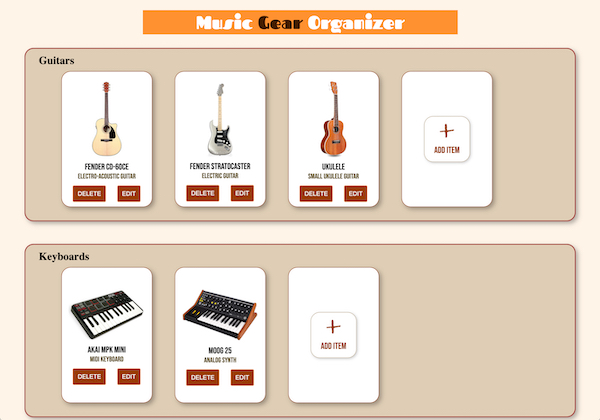 Music Gear Organizer
Guitars
FENDER CD-60CE
ELECTRO-ACOUSTIC GUITAR
DELETE EDIT
FENDER STRATOCASTER
ELECTRIC GUITAR
DELETE EDIT
UKULELE
SMALL UKULELE GUITAR
DELETE EDIT
ADD ITEM
Keyboards
AKAI MPK MINI
MIDI KEYBOARD
DELETE EDIT
MOOG 25
ANALOG SYNTH
DELETE EDIT
ADD ITEM